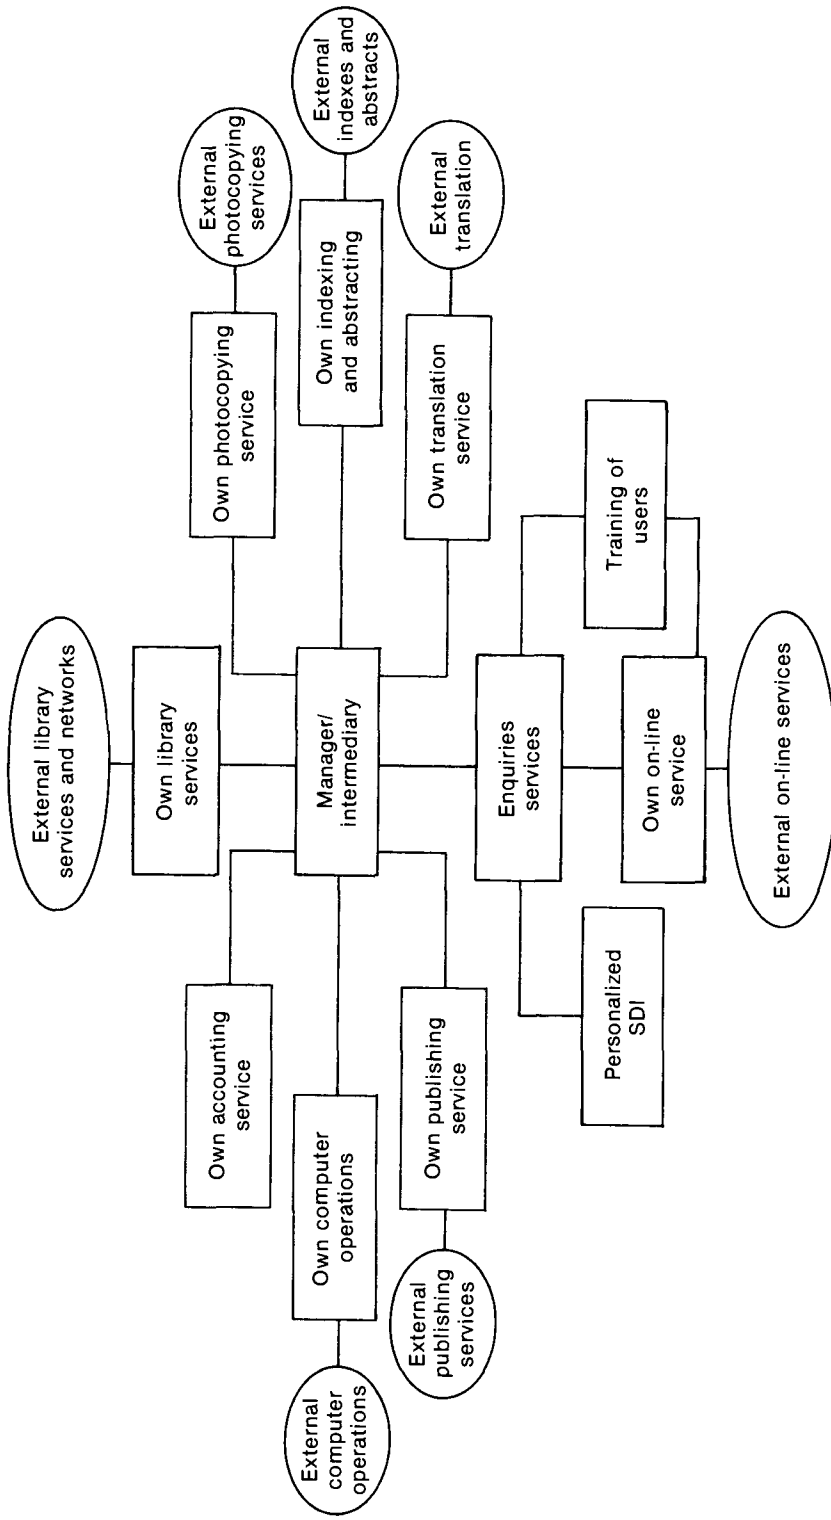 External library
services and networks
Own library
services
Own accounting
service
Own photocopying
service
External
photocopying
services
External
computer
operations
Own computer
operations
Manager/
intermediary
Own indexing
and abstracting
External
indexes and
abstracts
External
publishing
services
Own publishing
service
Own translation
service
External
translation
Enquiries
services
Personalized
SDI
Own on-line
service
Training of
users
External on-line services